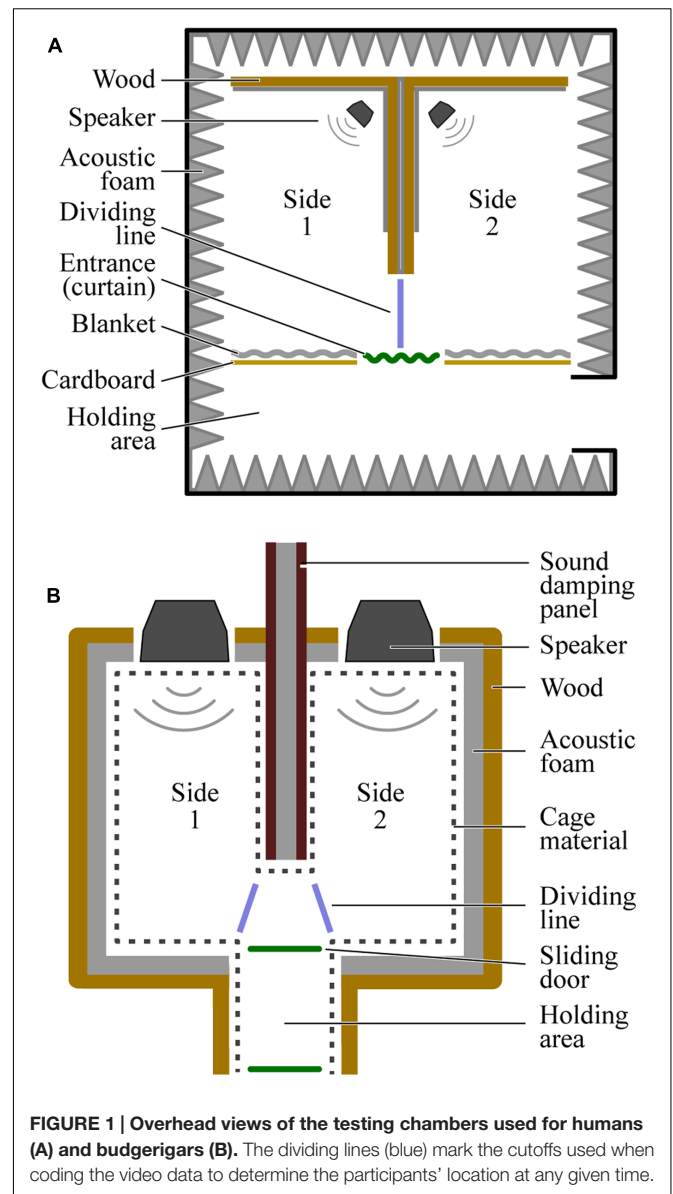 A
Wood
Speaker
Acoustic
foam
Dividing
line
Entrance
(curtain)
Blanket
Cardboard
Holding
area
Side
1
Side
2
B
Sound
damping
panel
Speaker
Wood
Acoustic
foam
Cage
material
Dividing
line
Sliding
door
Holding
area
Side
1
Side
2
FIGURE 1 | Overhead views of the testing chambers used for humans
(A) and budgerigars (B). The dividing lines (blue) mark the cutoffs used when
coding the video data to determine the participants’ location at any given time.